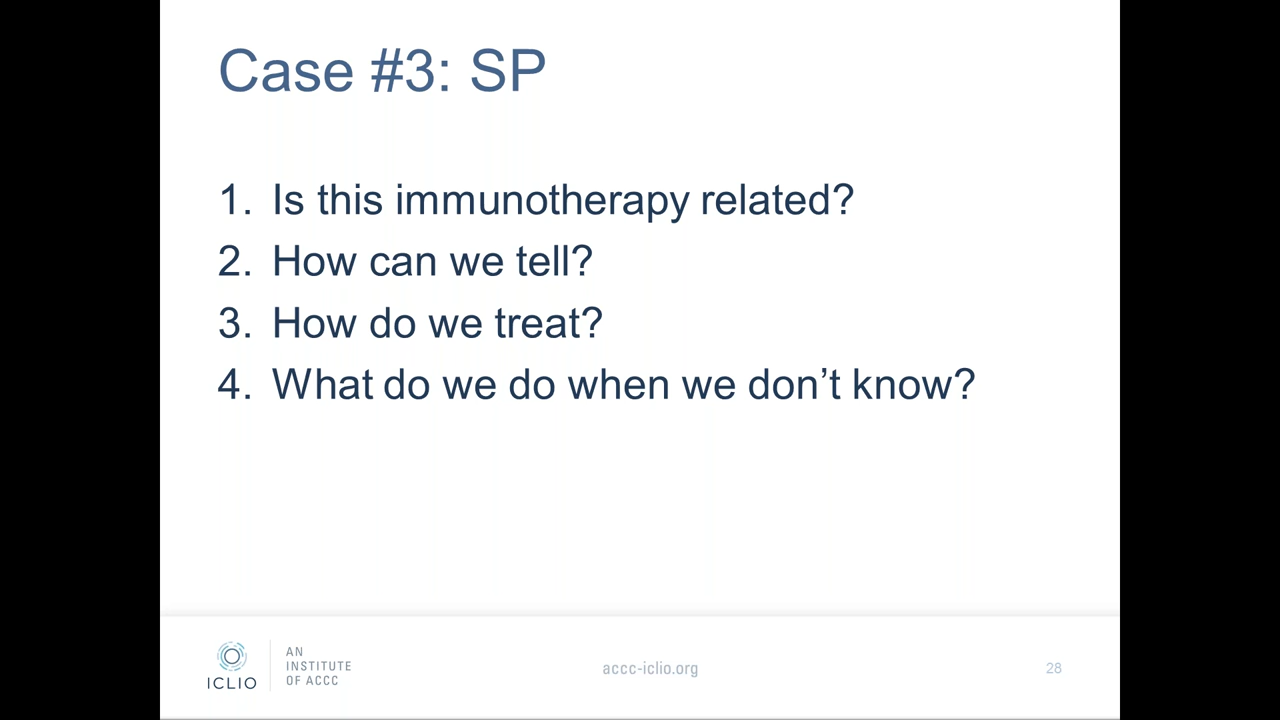 Case #3: SP
1. Is this immunotherapy related?
2. How can we tell?
3. How do we treat?
4. What do we do when we don’t know?
ICLIO
AN
INSTITUTE
OF ACCC
accc-iclio.org
28